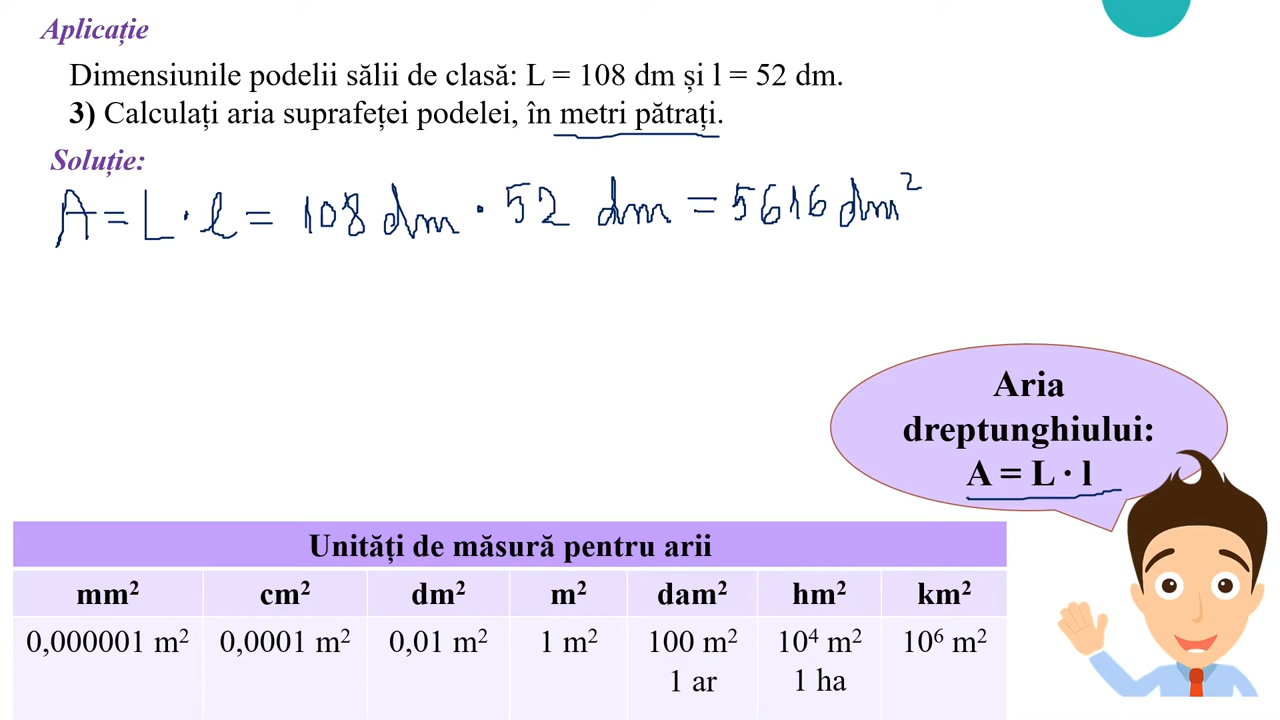 Aplicație
Dimensiunile podelii sălii de clasă: L = 108 dm și l = 52 dm.
3) Calculați aria suprafeței podelei, în metri pătrați.
Soluție:
A = L · l = 108 dm · 52 dm = 5616 dm²
Aria
dreptunghiului:
A = L · l
Unități de măsură pentru arii
mm² cm² dm² m² dam² hm² km²
0,000001 m² 0,0001 m² 0,01 m² 1 m² 100 m² 10⁴ m² 10⁶ m²
1 ar 1 ha